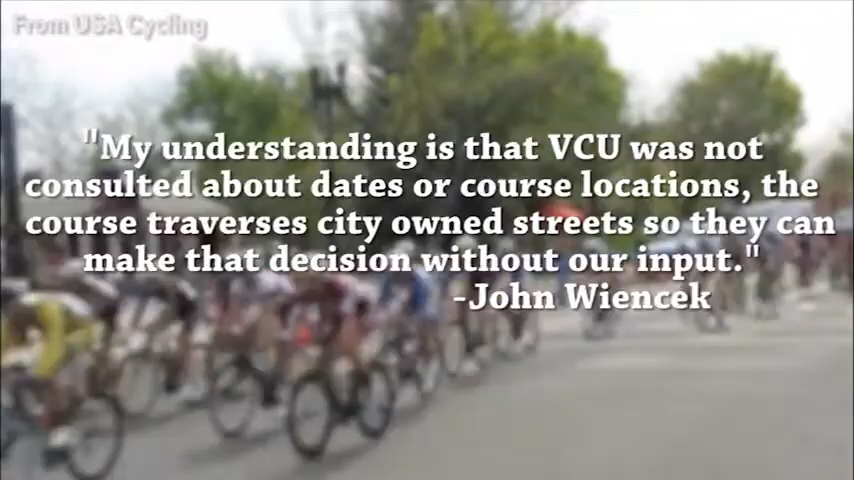 From USA Cycling
"My understanding is that VCU was not
consulted about dates or course locations, the
course traverses city owned streets so they can
make that decision without our input."
-John Wiencek